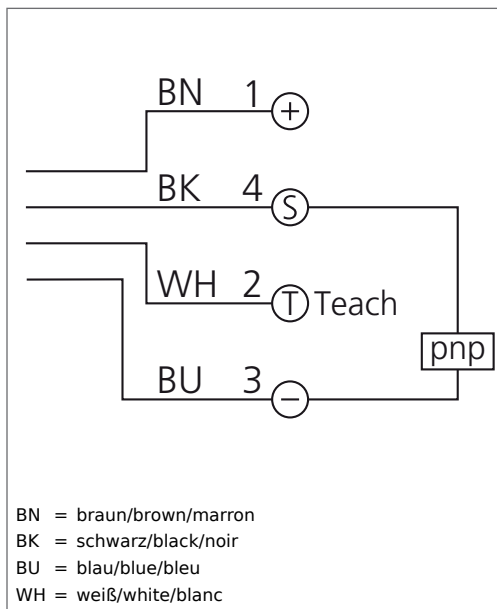 BN 1 +
BK 4 S
WH 2 T Teach
pnp
BU 3 −
BN = braun/brown/marron
BK = schwarz/black/noir
BU = blau/blue/bleu
WH = weiß/white/blanc